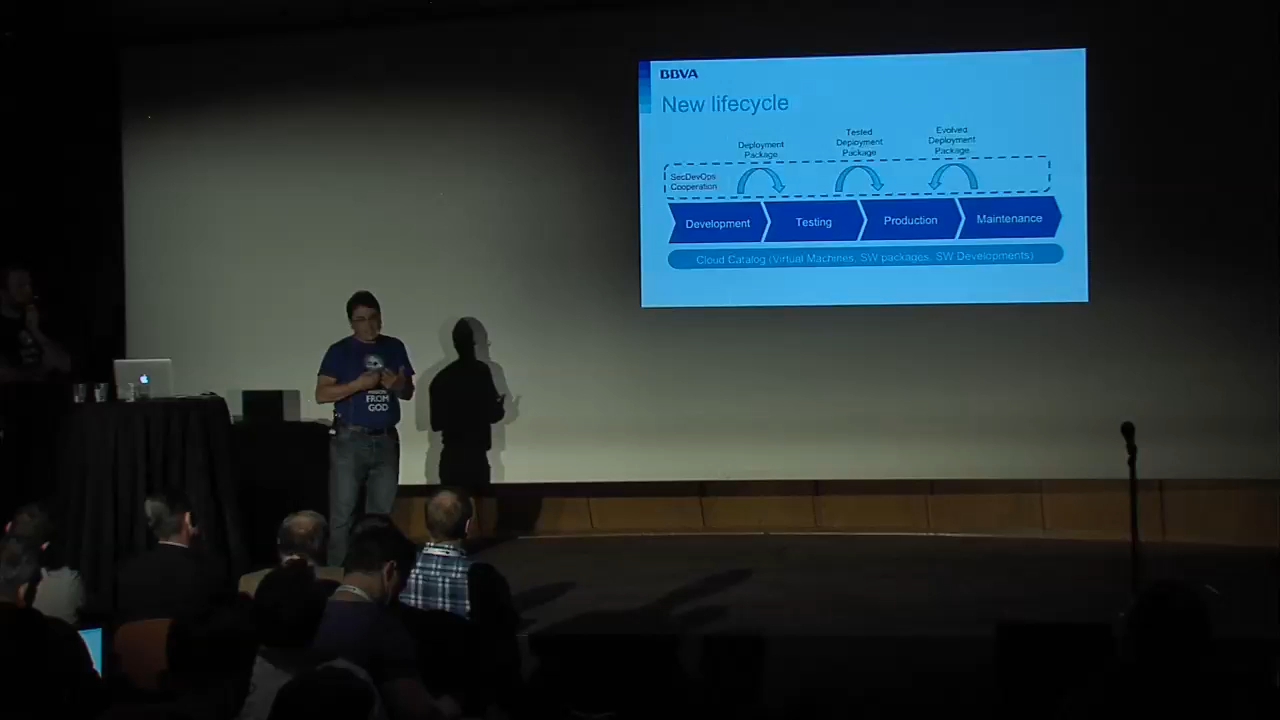 BBVA
New lifecycle
Deployment
Package
Tested
Deployment
Package
Evolved
Deployment
Package
SecDevOps
Cooperation
Development
Testing
Production
Maintenance
Cloud Catalog (Virtual Machines, SW packages, SW Developments)
FROM
GOD